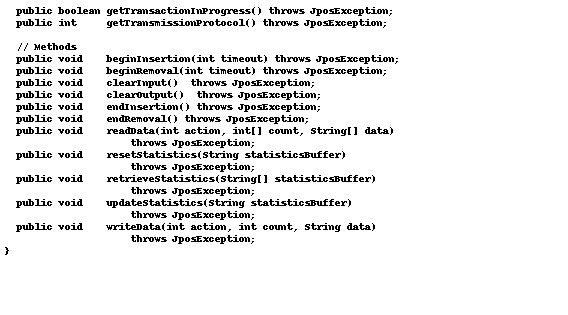 public boolean getTransactionInProgress() throws JposException;
public int     getTransmissionProtocol() throws JposException;
// Methods
public void    beginInsertion(int timeout) throws JposException;
public void    beginRemoval(int timeout) throws JposException;
public void    clearInput()  throws JposException;
public void    clearOutput()  throws JposException;
public void    endInsertion() throws JposException;
public void    endRemoval() throws JposException;
public void    readData(int action, int[] count, String[] data)
throws JposException;
public void    resetStatistics(String statisticsBuffer)
throws JposException;
public void    retrieveStatistics(String[] statisticsBuffer)
throws JposException;
public void    updateStatistics(String statisticsBuffer)
throws JposException;
public void    writeData(int action, int count, String data)
throws JposException;
}